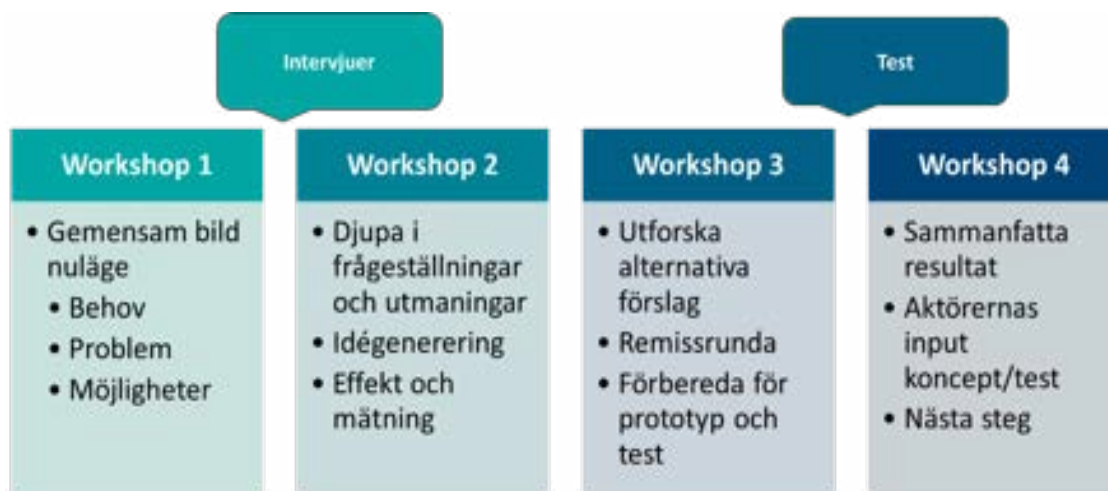 Intervjuer
Test
Workshop 1
• Gemensam bild
nuläge
• Behov
• Problem
• Möjligheter
Workshop 2
• Djupa i
frågeställningar
och utmaningar
• Idégenerering
• Effekt och
mätning
Workshop 3
• Utforska
alternativa
förslag
• Remissrunda
• Förbereda för
prototyp och
test
Workshop 4
• Sammanfatta
resultat
• Aktörernas
input
koncept/test
• Nästa steg